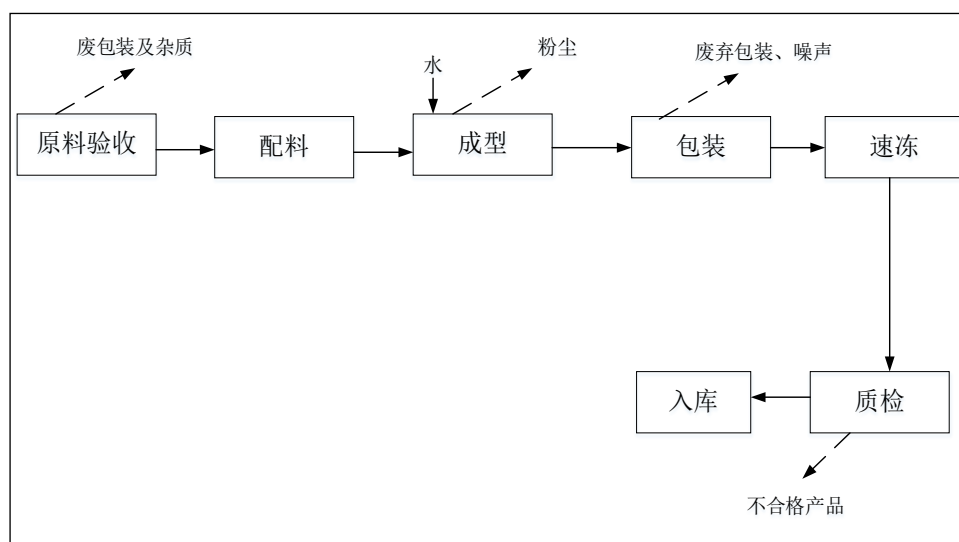 废包装及杂质
粉尘
废弃包装、噪声
水
原料验收
配料
成型
包装
速冻
入库
质检
不合格产品